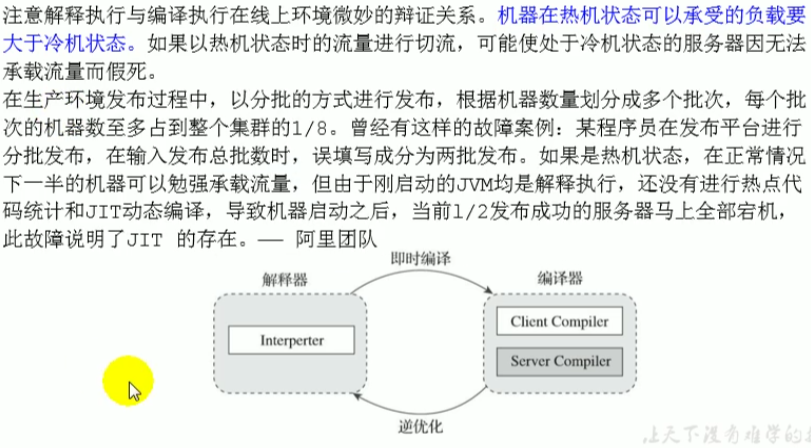 注意解释执行与编译执行在线上环境微妙的辩证关系。机器在热机状态可以承受的负载要
大于冷机状态。如果以热机状态时的流量进行切流，可能使处于冷机状态的服务器因无法
承载流量而假死。
在生产环境发布过程中，以分批的方式进行发布，根据机器数量划分成多个批次，每个批
次的机器数至多占到整个集群的1/8。曾经有这样的故障案例：某程序员在发布平台进行
分批发布，在输入发布总批数时，误填写成分为两批发布。如果是热机状态，在正常情况
下一半的机器可以勉强承载流量，但由于刚启动的JVM均是解释执行，还没有进行热点代
码统计和JIT动态编译，导致机器启动之后，当前1/2发布成功的服务器马上全部宕机，
此故障说明了JIT 的存在。—— 阿里团队
即时编译
解释器
编译器
Interperter
Client Compiler
Server Compiler
逆优化
上天下没有难学的